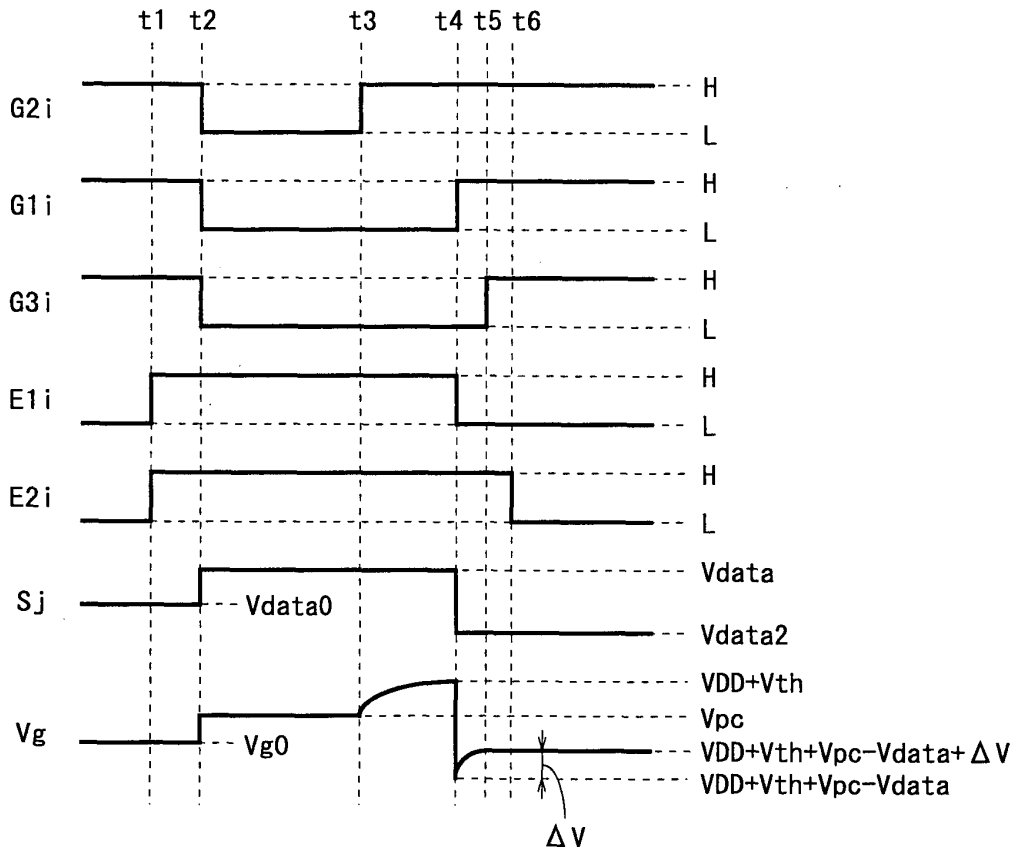 t1 t2 t3 t4 t5 t6
G2i H
L
G1i H
L
G3i H
L
E1i H
L
E2i H
L
Sj Vdata
Vdata0
Vdata2
VDD+Vth
Vg Vpc
Vg0 VDD+Vth+Vpc-Vdata+ΔV
VDD+Vth+Vpc-Vdata
ΔV